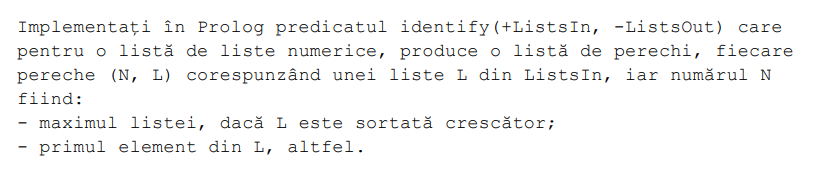 Implementați în Prolog predicatul identify(+ListsIn, -ListsOut) care
pentru o listă de liste numerice, produce o listă de perechi, fiecare
pereche (N, L) corespunzând unei liste L din ListsIn, iar numărul N
fiind:
- maximul listei, dacă L este sortată crescător;
- primul element din L, altfel.